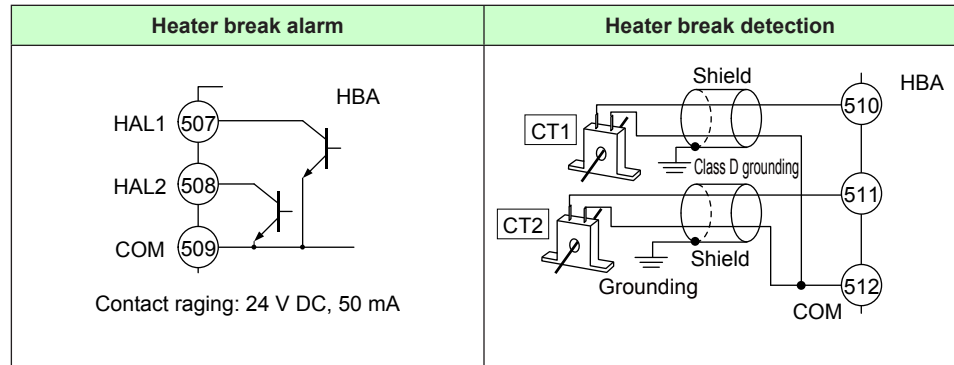 Heater break alarm
Heater break detection
HBA
HAL1
507
HAL2
508
COM
509
Contact raging: 24 V DC, 50 mA
Shield
HBA
510
CT1
Class D grounding
511
CT2
Shield
Grounding
512
COM